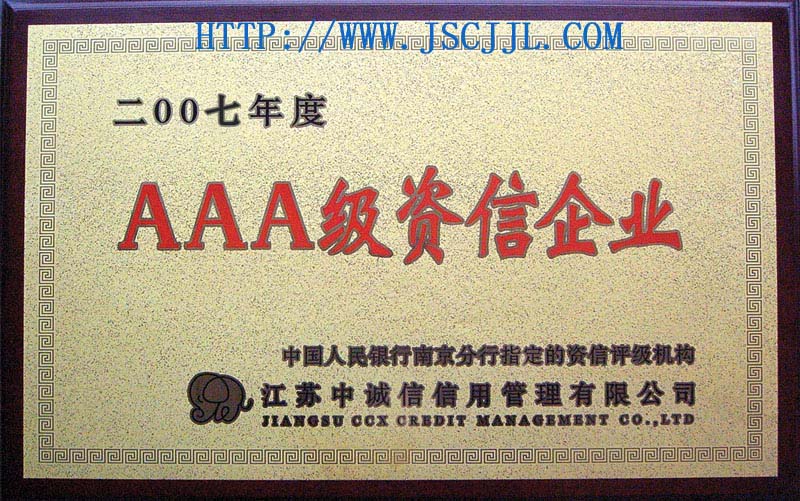 HTTP://WWW.JSCJJL.COM
二00七年度
AAA级资信企业
中国人民银行南京分行指定的资信评级机构
江苏中诚信信用管理有限公司
JIANGSU CCX CREDIT MANAGEMENT CO.,LTD